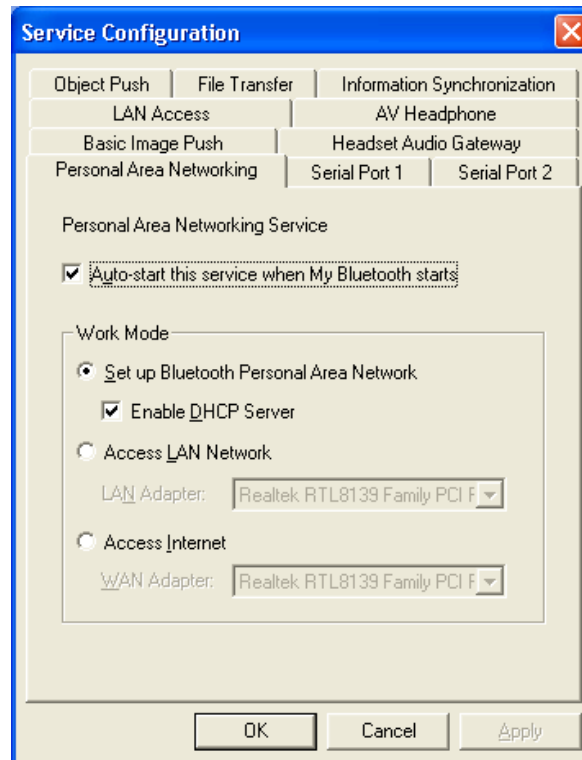 Service Configuration
Object Push File Transfer Information Synchronization
LAN Access AV Headphone
Basic Image Push Headset Audio Gateway
Personal Area Networking Serial Port 1 Serial Port 2
Personal Area Networking Service
Auto-start this service when My Bluetooth starts
Work Mode
Set up Bluetooth Personal Area Network
Enable DHCP Server
Access LAN Network
LAN Adapter: Realtek RTL8139 Family PCI F
Access Internet
WAN Adapter: Realtek RTL8139 Family PCI F
OK Cancel Apply